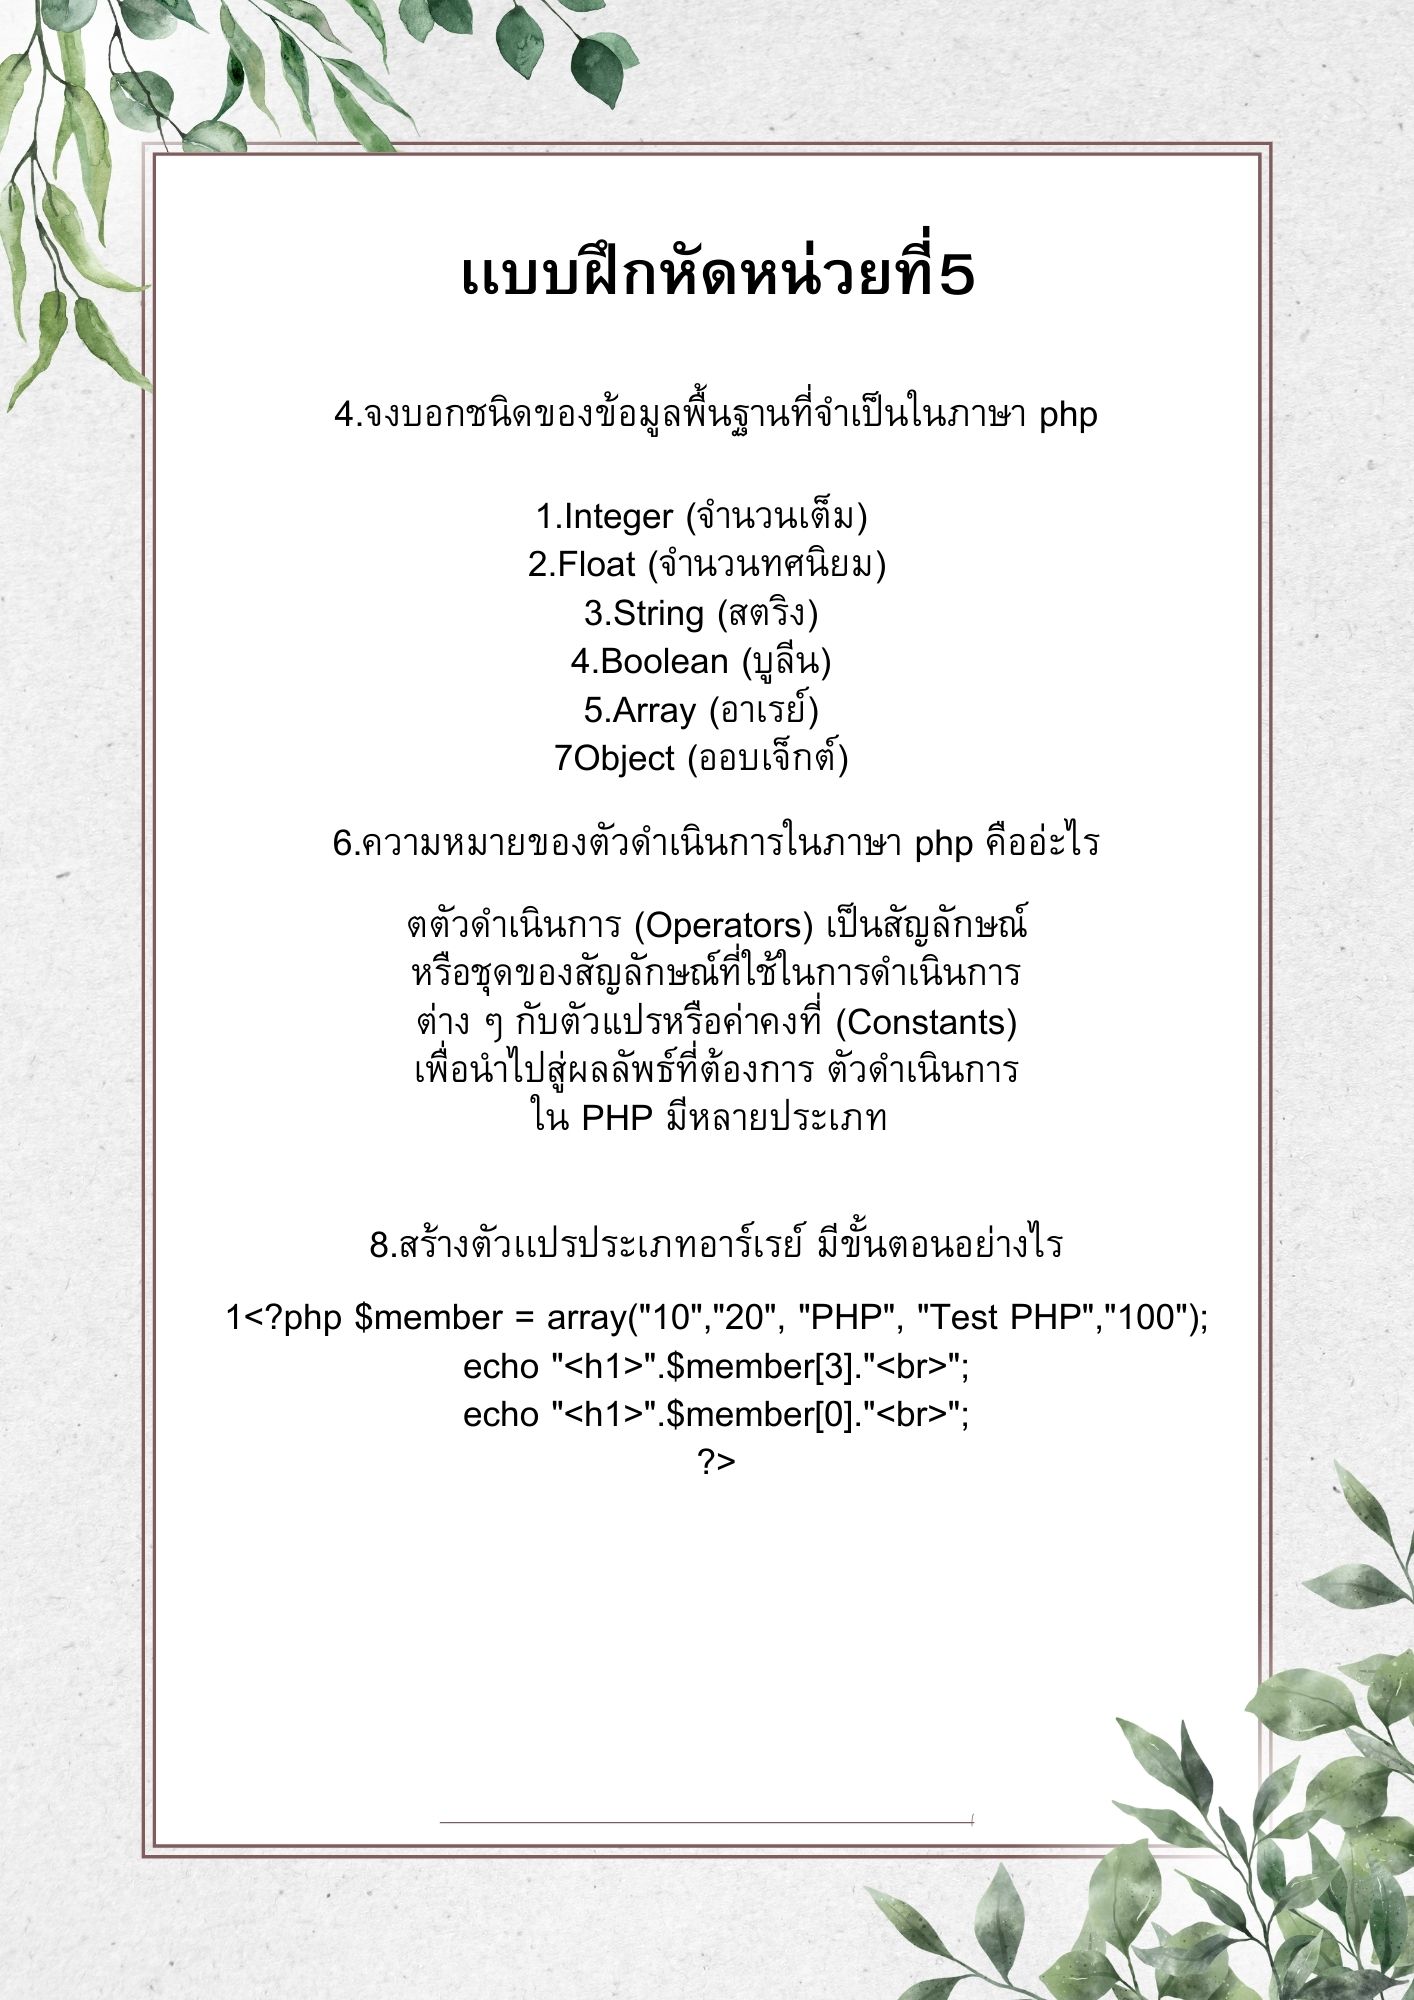 แบบฝึกหัดหน่วยที่5
4.จงบอกชนิดของข้อมูลพื้นฐานที่จำเป็นในภาษา php
1.Integer (จำนวนเต็ม)
2.Float (จำนวนทศนิยม)
3.String (สตริง)
4.Boolean (บูลีน)
5.Array (อาเรย์)
7Object (ออบเจ็กต์)
6.ความหมายของตัวดำเนินการในภาษา php คืออ่ะไร
ตตัวดำเนินการ (Operators) เป็นสัญลักษณ์
หรือชุดของสัญลักษณ์ที่ใช้ในการดำเนินการ
ต่าง ๆ กับตัวแปรหรือค่าคงที่ (Constants)
เพื่อนำไปสู่ผลลัพธ์ที่ต้องการ ตัวดำเนินการ
ใน PHP มีหลายประเภท
8.สร้างตัวแปรประเภทอาร์เรย์ มีขั้นตอนอย่างไร
1<?php $member = array("10","20", "PHP", "Test PHP","100");
echo "<h1>".$member[3]."<br>";
echo "<h1>".$member[0]."<br>";
?>